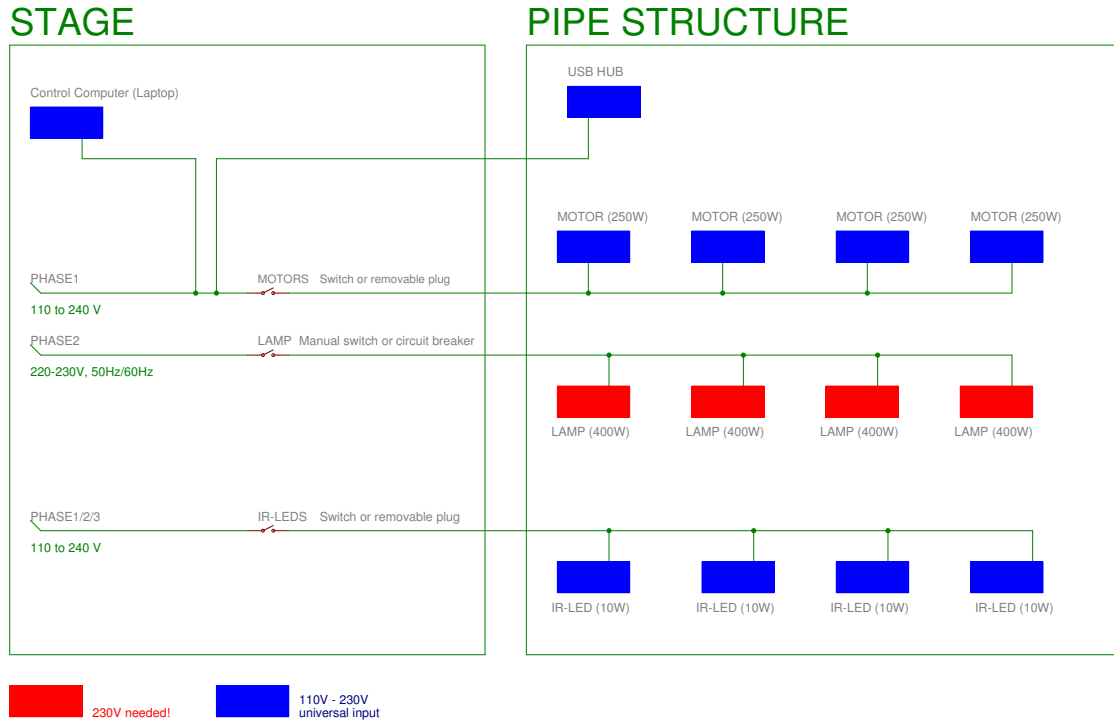 STAGE
PIPE STRUCTURE
Control Computer (Laptop)
USB HUB
MOTOR (250W)
MOTOR (250W)
MOTOR (250W)
MOTOR (250W)
PHASE1
MOTORS Switch or removable plug
110 to 240 V
PHASE2
LAMP Manual switch or circuit breaker
220-230V, 50Hz/60Hz
LAMP (400W)
LAMP (400W)
LAMP (400W)
LAMP (400W)
PHASE1/2/3
IR-LEDS Switch or removable plug
110 to 240 V
IR-LED (10W)
IR-LED (10W)
IR-LED (10W)
IR-LED (10W)
230V needed!
110V - 230V
universal input